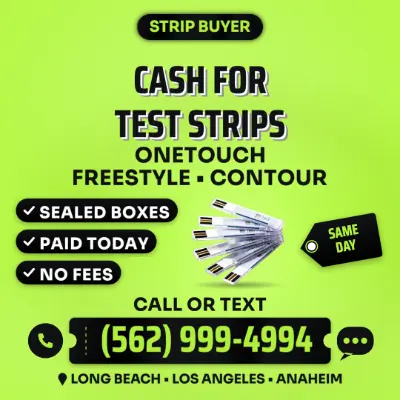 STRIP BUYER
CASH FOR
TEST STRIPS
ONETOUCH
FREESTYLE ▪ CONTOUR
✓ SEALED BOXES
✓ PAID TODAY
✓ NO FEES
SAME
DAY
CALL OR TEXT
(562) 999-4994
LONG BEACH ▪ LOS ANGELES ▪ ANAHEIM